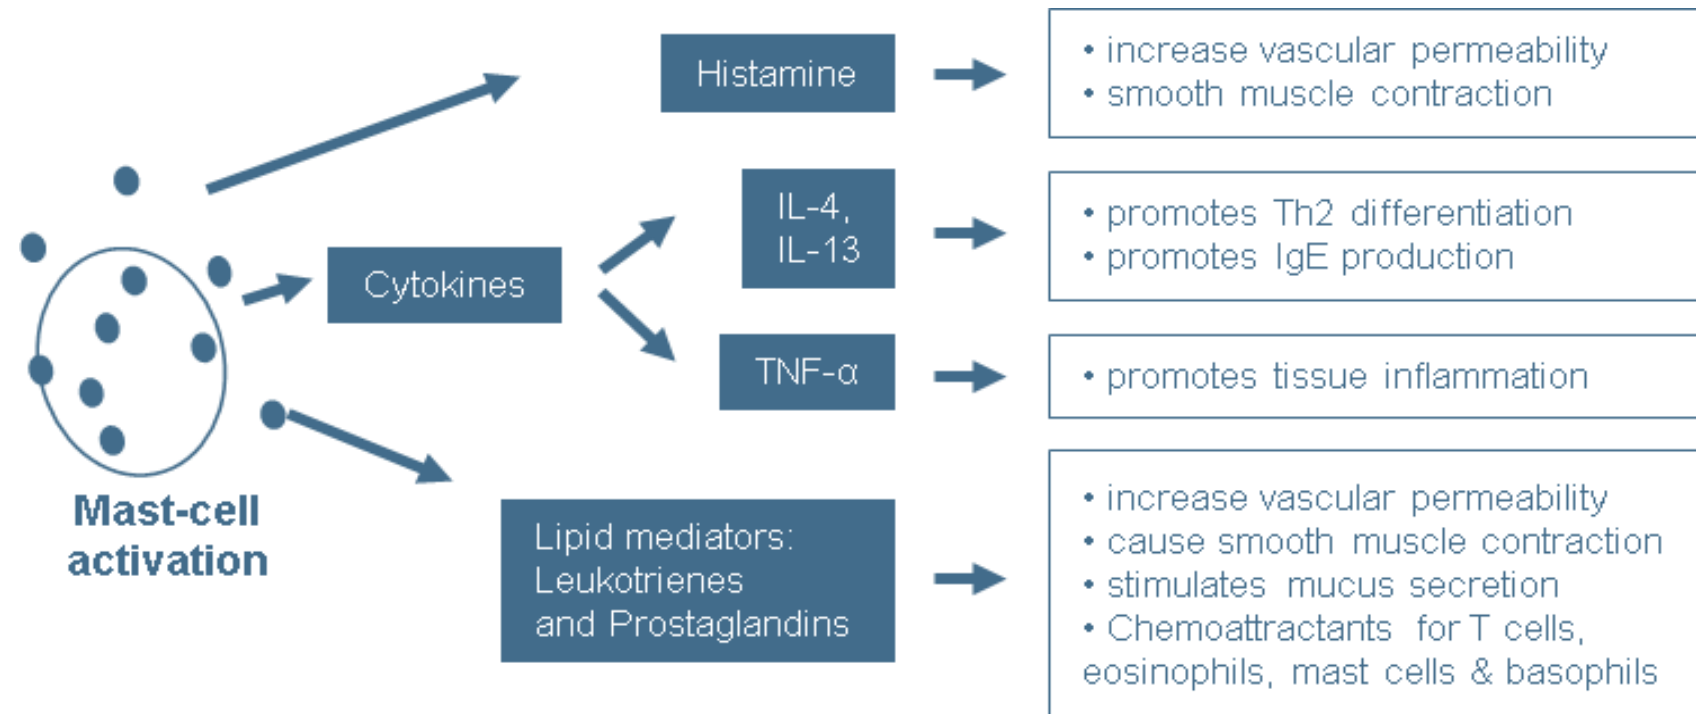 Histamine
• increase vascular permeability
• smooth muscle contraction
IL-4,
IL-13
• promotes Th2 differentiation
• promotes IgE production
Cytokines
TNF-α
• promotes tissue inflammation
Mast-cell
activation
Lipid mediators:
Leukotrienes
and Prostaglandins
• increase vascular permeability
• cause smooth muscle contraction
• stimulates mucus secretion
• Chemoattractants for T cells,
eosinophils, mast cells & basophils